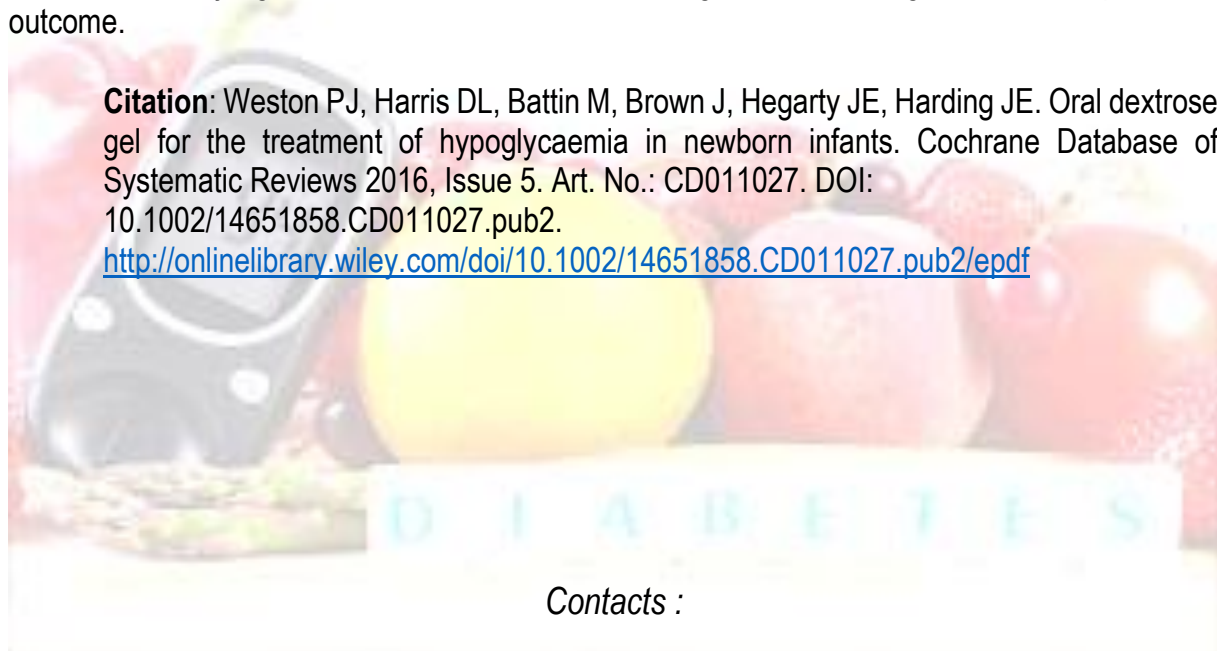 outcome.
Citation: Weston PJ, Harris DL, Battin M, Brown J, Hegarty JE, Harding JE. Oral dextrose
gel for the treatment of hypoglycaemia in newborn infants. Cochrane Database of
Systematic Reviews 2016, Issue 5. Art. No.: CD011027. DOI:
10.1002/14651858.CD011027.pub2.
http://onlinelibrary.wiley.com/doi/10.1002/14651858.CD011027.pub2/epdf
DIABETES
Contacts :